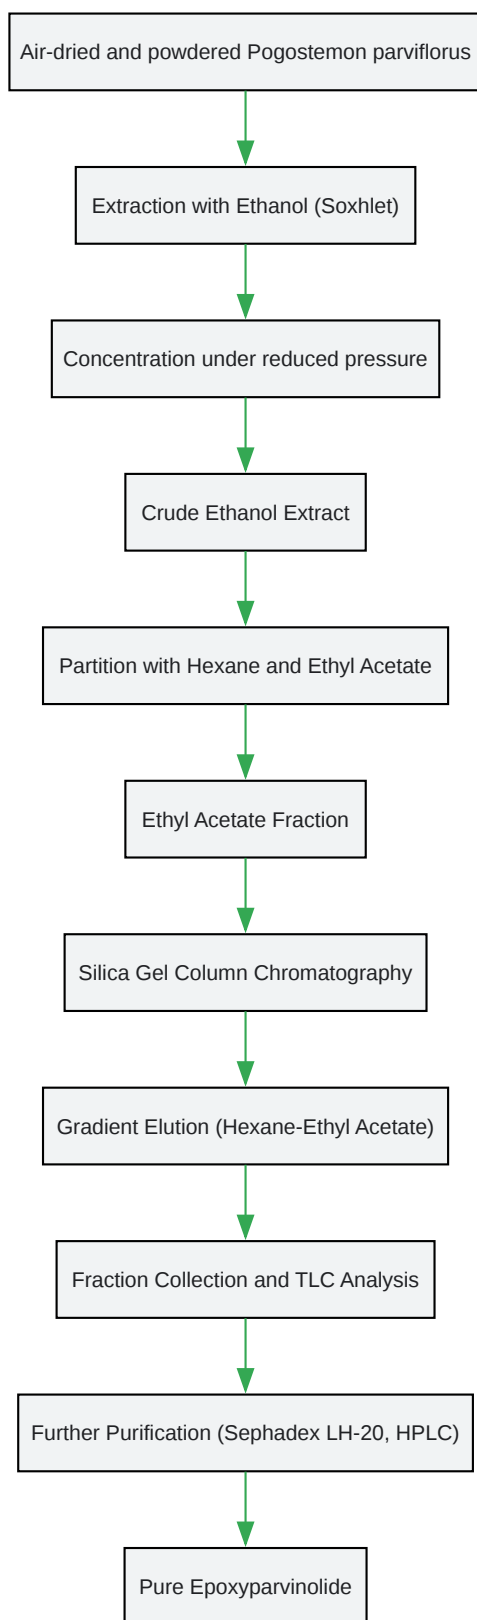 Air-dried and powdered Pogostemon parviflorus
Extraction with Ethanol (Soxhlet)
Concentration under reduced pressure
Crude Ethanol Extract
Partition with Hexane and Ethyl Acetate
Ethyl Acetate Fraction
Silica Gel Column Chromatography
Gradient Elution (Hexane-Ethyl Acetate)
Fraction Collection and TLC Analysis
Further Purification (Sephadex LH-20, HPLC)
Pure Epoxyparvinolide